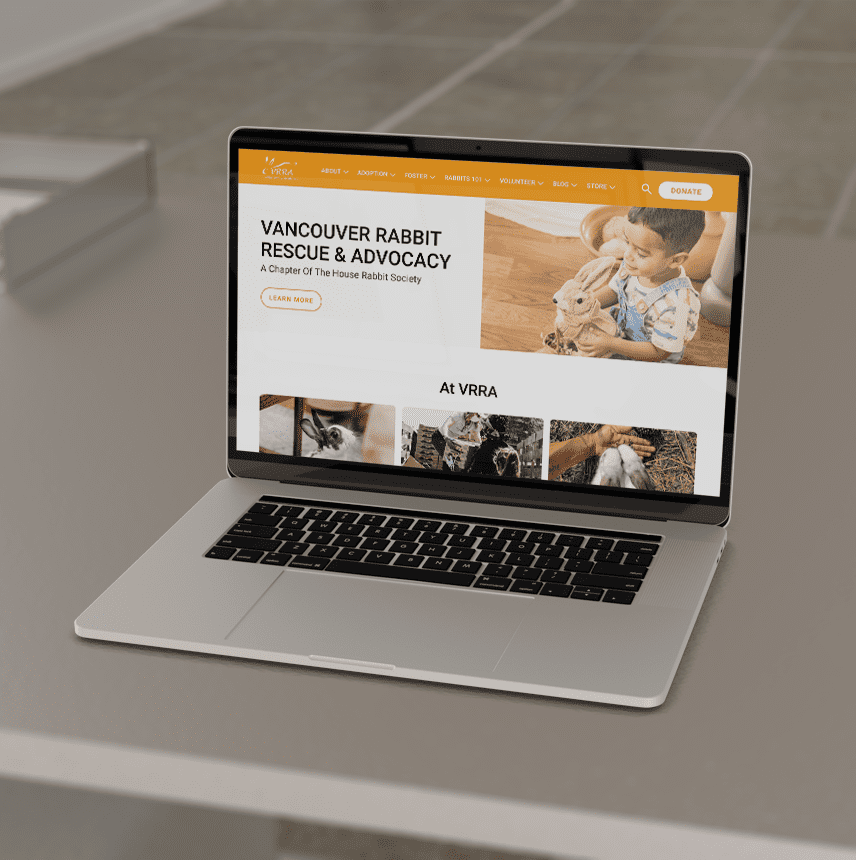 VRRA
ABOUT
ADOPTION
FOSTER
RABBITS 101
VOLUNTEER
BLOG
STORE
DONATE
VANCOUVER RABBIT
RESCUE & ADVOCACY
A Chapter Of The House Rabbit Society
LEARN MORE
At VRRA